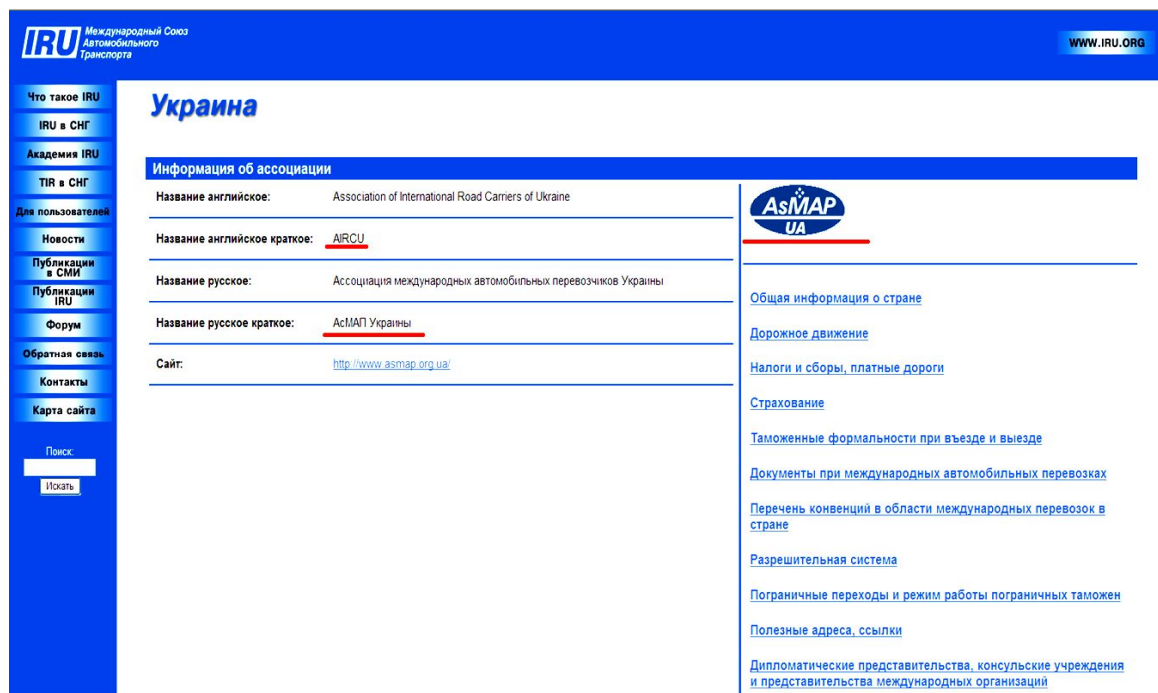 IRU Международный Союз
Автомобильного
Транспорта
WWW.IRU.ORG
Что такое IRU
IRU в СНГ
Академия IRU
TIR в СНГ
Для пользователей
Новости
Публикации
в СМИ
Публикации
IRU
Форум
Обратная связь
Контакты
Карта сайта
Поиск:
Искать
Украина
Информация об ассоциации
Название английское: Association of International Road Carriers of Ukraine
Название английское краткое: AIRCU
Название русское: Ассоциация международных автомобильных перевозчиков Украины
Название русское краткое: АсМАП Украины
Сайт: http://www.asmap.org.ua/
AsMAP
UA
Общая информация о стране
Дорожное движение
Налоги и сборы, платные дороги
Страхование
Таможенные формальности при въезде и выезде
Документы при международных автомобильных перевозках
Перечень конвенций в области международных перевозок в
стране
Разрешительная система
Пограничные переходы и режим работы пограничных таможен
Полезные адреса, ссылки
Дипломатические представительства, консульские учреждения
и представительства международных организаций